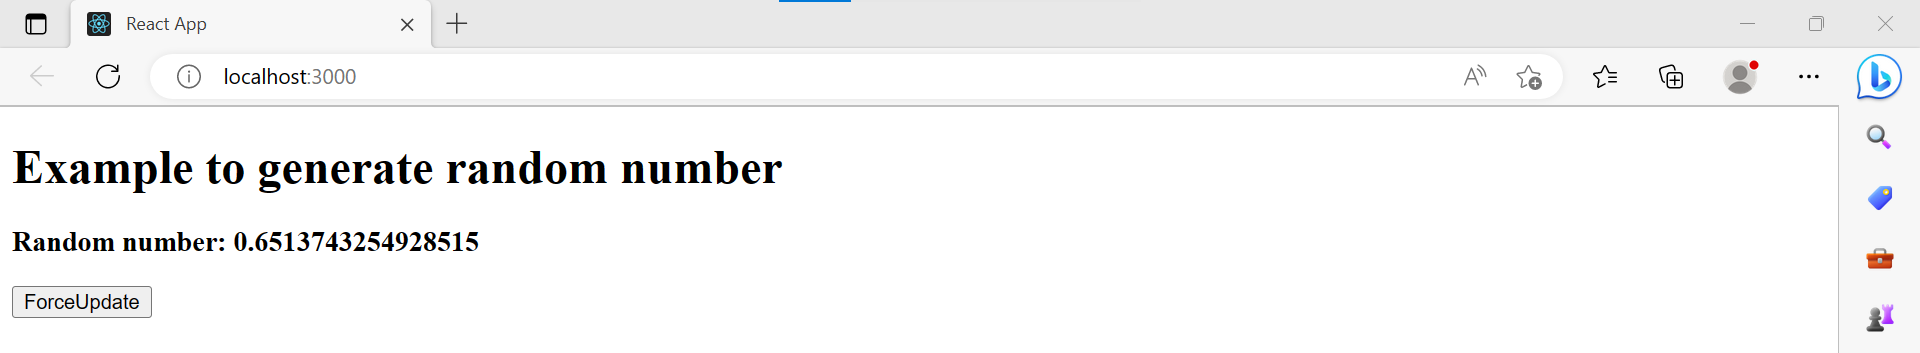 React App
localhost:3000
Example to generate random number
Random number: 0.6513743254928515
ForceUpdate